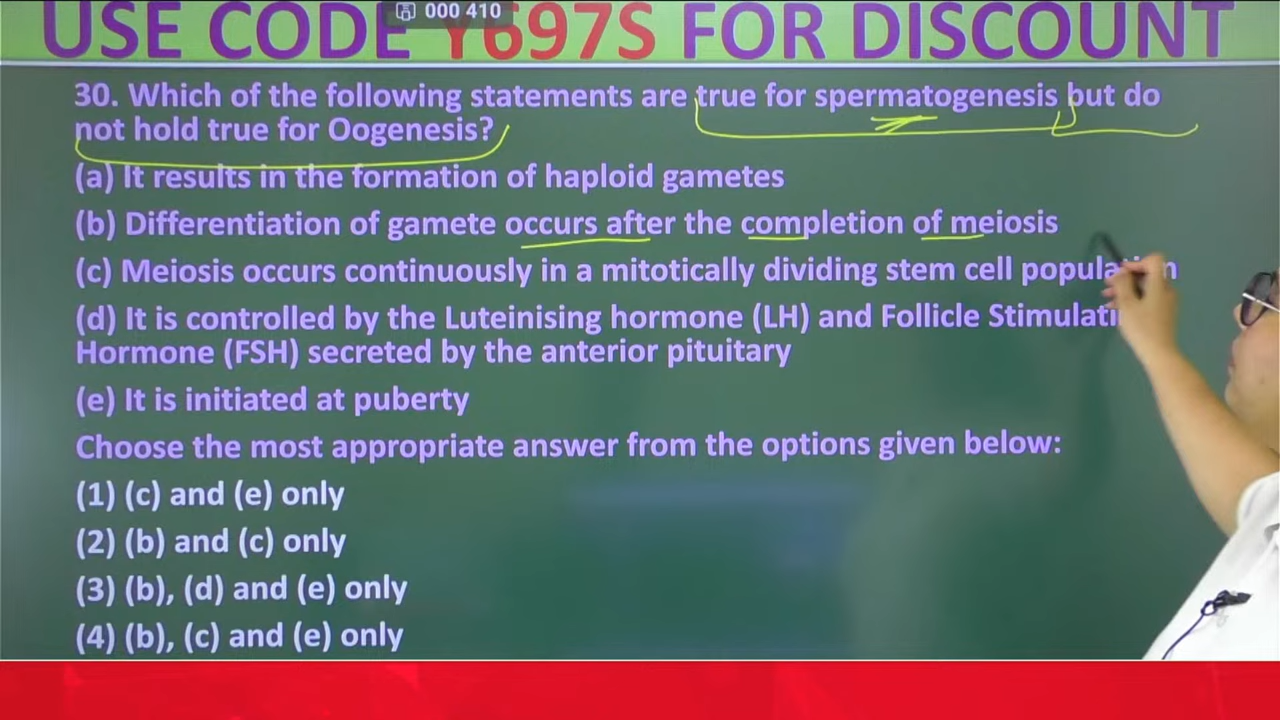 USE CODE Y697S FOR DISCOUNT
000 410
30. Which of the following statements are true for spermatogenesis but do
not hold true for Oogenesis?
(a) It results in the formation of haploid gametes
(b) Differentiation of gamete occurs after the completion of meiosis
(c) Meiosis occurs continuously in a mitotically dividing stem cell
(d) It is controlled by the Luteinising hormone (LH) and Follicle
Hormone (FSH) secreted by the anterior pituitary
(e) It is initiated at puberty
Choose the most appropriate answer from the options given below:
(1) (c) and (e) only
(2) (b) and (c) only
(3) (b), (d) and (e) only
(4) (b), (c) and (e) only